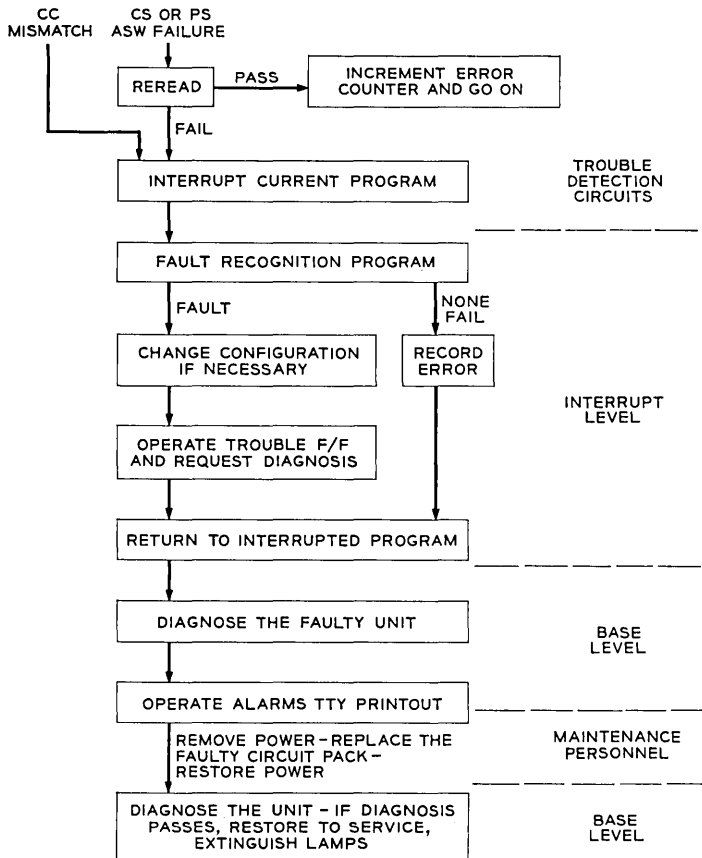 CC
MISMATCH
CS OR PS
ASW FAILURE
REREAD
PASS
INCREMENT ERROR
COUNTER AND GO ON
FAIL
INTERRUPT CURRENT PROGRAM
TROUBLE
DETECTION
CIRCUITS
FAULT RECOGNITION PROGRAM
FAULT
NONE
FAIL
CHANGE CONFIGURATION
IF NECESSARY
RECORD
ERROR
INTERRUPT
LEVEL
OPERATE TROUBLE F/F
AND REQUEST DIAGNOSIS
RETURN TO INTERRUPTED PROGRAM
DIAGNOSE THE FAULTY UNIT
BASE
LEVEL
OPERATE ALARMS TTY PRINTOUT
REMOVE POWER-REPLACE THE
FAULTY CIRCUIT PACK-
RESTORE POWER
MAINTENANCE
PERSONNEL
DIAGNOSE THE UNIT - IF DIAGNOSIS
PASSES, RESTORE TO SERVICE,
EXTINGUISH LAMPS
BASE
LEVEL